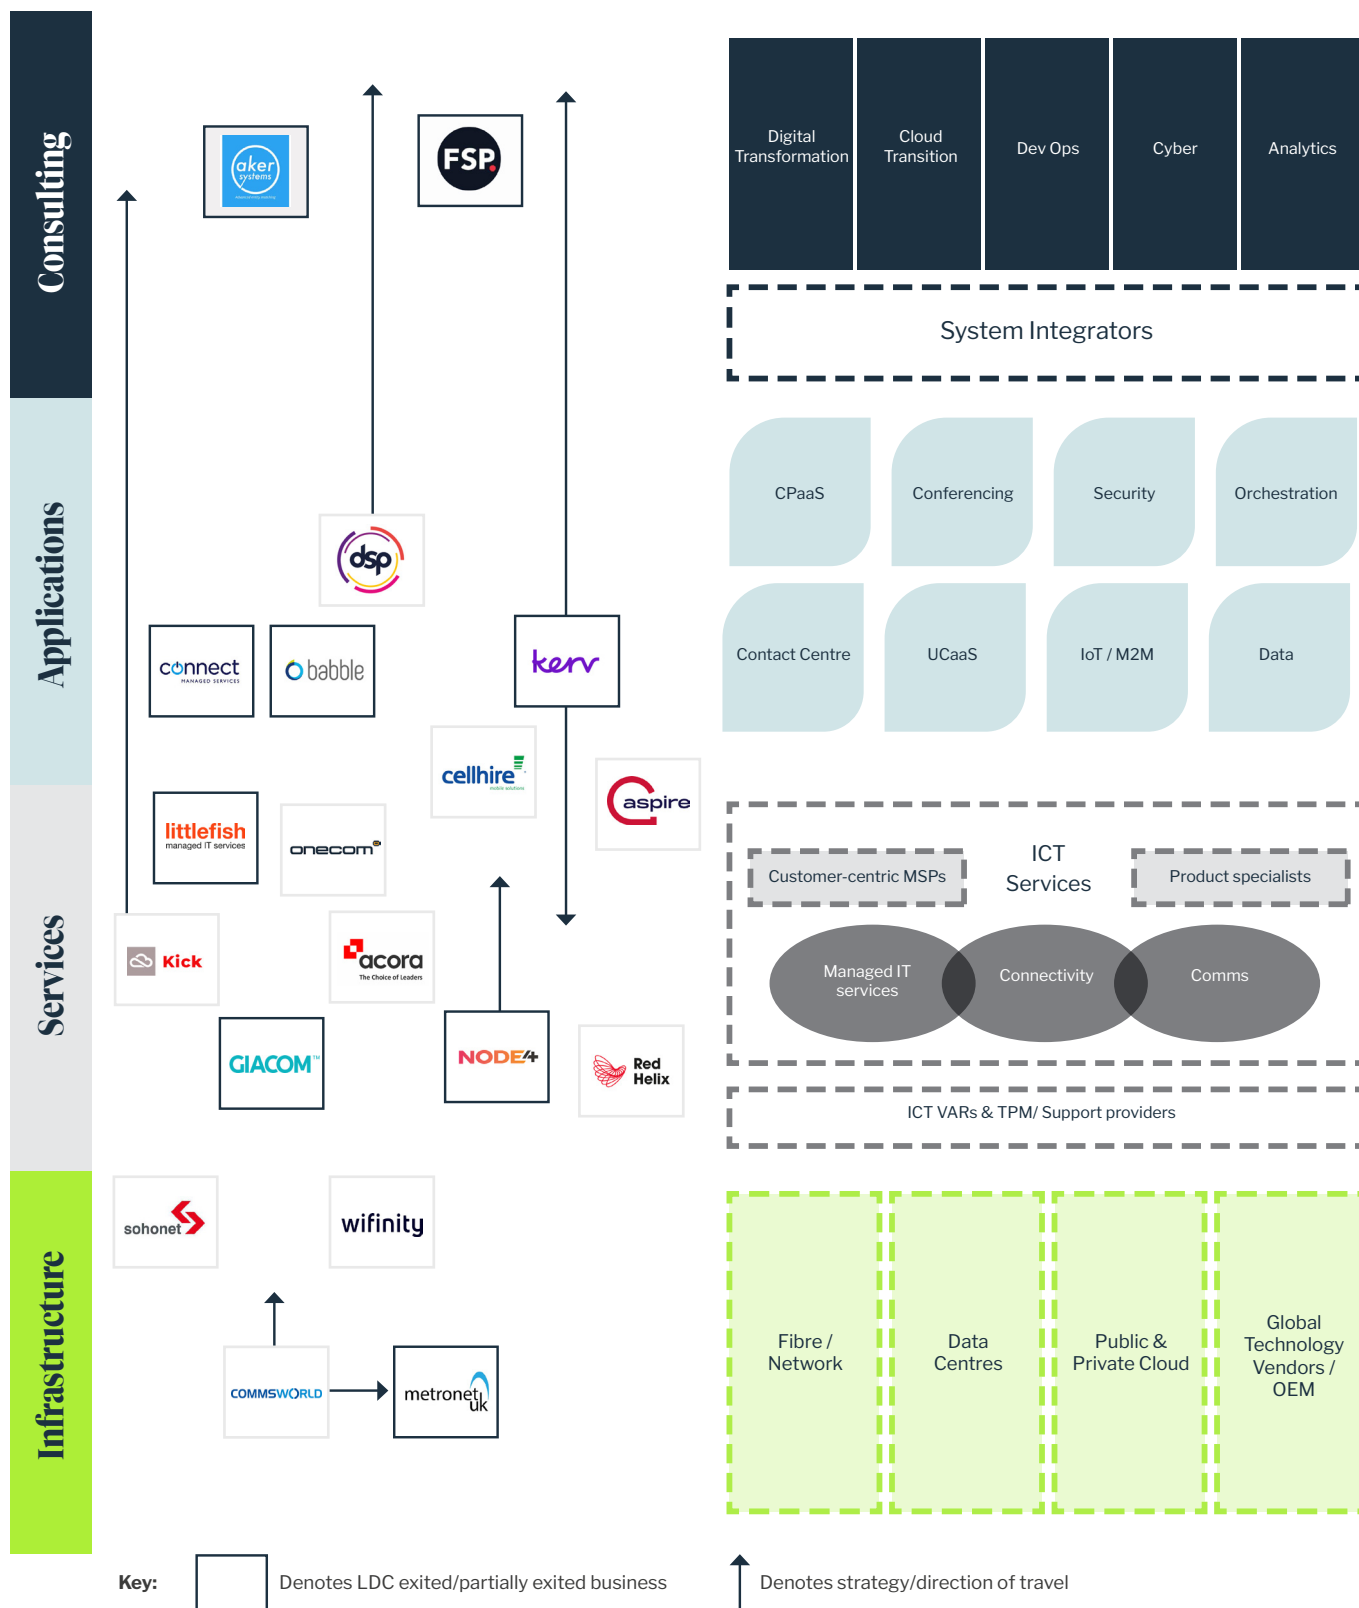 Consulting
aker
systems
FSP.
Digital
Transformation
Cloud
Transition
Dev Ops
Cyber
Analytics
System Integrators
Applications
dsp
connect
MANAGED SERVICES
babble
kerv
cellhire
mobile solutions
aspire
CPaaS
Conferencing
Security
Orchestration
Contact Centre
UCaaS
IoT / M2M
Data
Services
littlefish
managed IT services
onecom
Kick
acora
The Choice of Leaders
GIACOM™
NODE4
Red
Helix
ICT
Services
Customer-centric MSPs
Product specialists
Managed IT
services
Connectivity
Comms
ICT VARs & TPM/ Support providers
Infrastructure
sohonet
wifinity
COMMSWORLD
metronet
uk
Fibre /
Network
Data
Centres
Public &
Private Cloud
Global
Technology
Vendors /
OEM
Key:
Denotes LDC exited/partially exited business
Denotes strategy/direction of travel